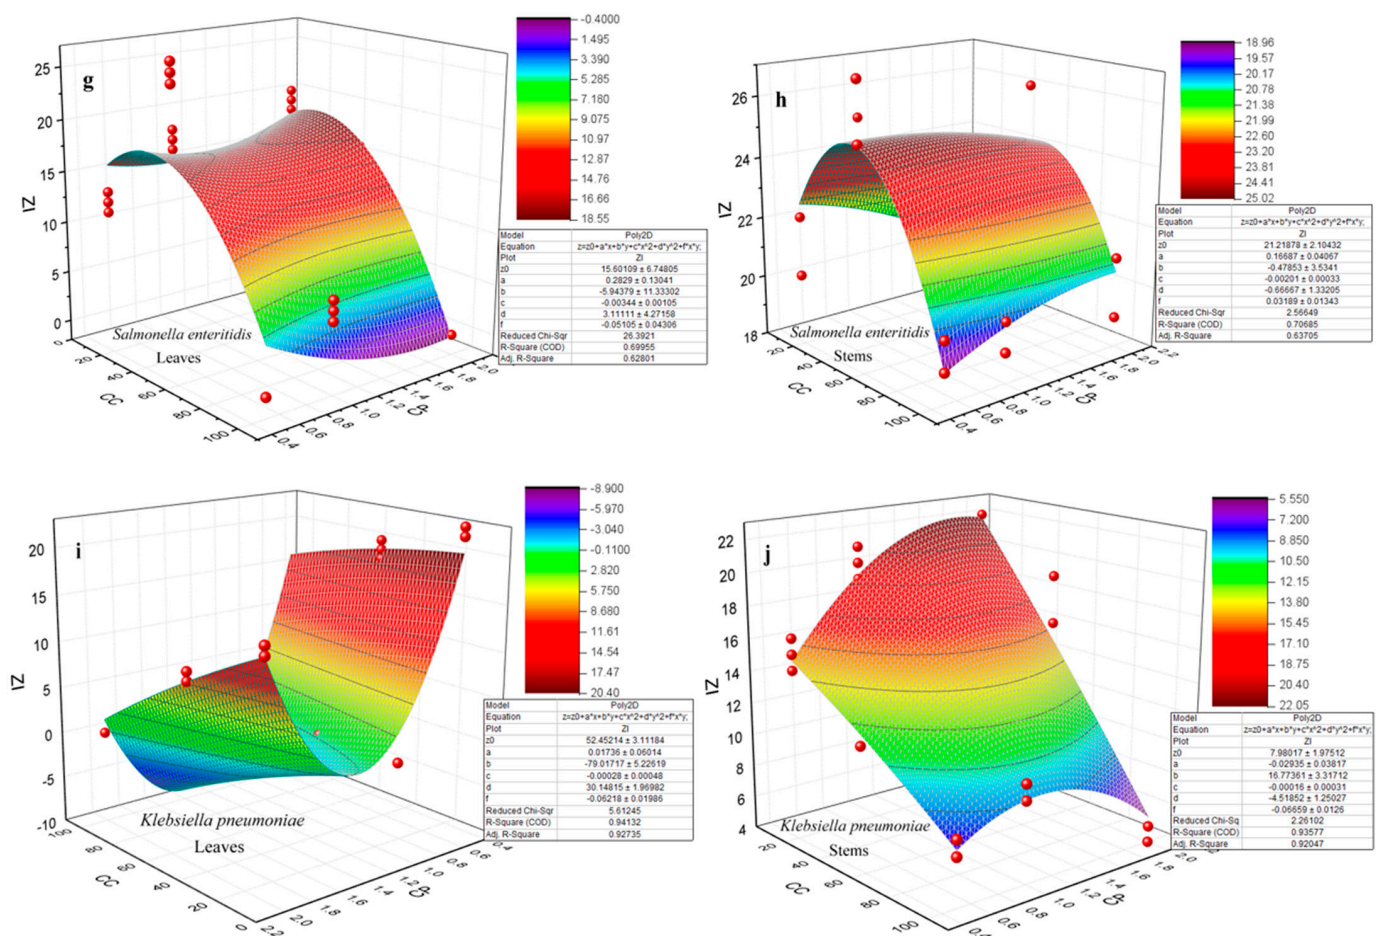 g
IZ
25
20
15
10
5
0
0
20
40
60
80
100
CC
0.4
0.6
0.8
1.0
1.2
1.4
1.6
1.8
2.0
CP
Salmonella enteritidis
Leaves
-0.4000
1.495
3.390
5.285
7.180
9.075
10.97
12.87
14.76
16.66
18.55
Model Poly2D
Equation z=z0+a*x+b*y+c*x^2+d*y^2+f*x*y;
Plot ZI
z0 15.60109 ± 6.74805
a 0.2829 ± 0.13041
b -5.94379 ± 11.33302
c -0.00344 ± 0.00105
d 3.11111 ± 4.27158
f -0.05105 ± 0.04306
Reduced Chi-Sqr 26.3921
R-Square (COD) 0.69955
Adj. R-Square 0.62801
h
IZ
26
24
22
20
18
20
40
60
80
100
CC
0.4
0.6
0.8
1.0
1.2
1.4
1.6
1.8
2.0
2.2
CP
Salmonella enteritidis
Stems
18.96
19.57
20.17
20.78
21.38
21.99
22.60
23.20
23.81
24.41
25.02
Model Poly2D
Equation z=z0+a*x+b*y+c*x^2+d*y^2+f*x*y;
Plot ZI
z0 21.21878 ± 2.10432
a 0.16687 ± 0.04067
b -0.47853 ± 3.5341
c -0.00201 ± 0.00033
d -0.66667 ± 1.33205
f 0.03189 ± 0.01343
Reduced Chi-Sqr 2.56649
R-Square (COD) 0.70685
Adj. R-Square 0.63705
i
IZ
20
15
10
5
0
-5
-10
100
80
60
40
20
0
CC
2.2
2.0
1.8
1.6
1.4
1.2
1.0
0.8
0.6
0.4
CP
Klebsiella pneumoniae
Leaves
-8.900
-5.970
-3.040
-0.1100
2.820
5.750
8.680
11.61
14.54
17.47
20.40
Model Poly2D
Equation z=z0+a*x+b*y+c*x^2+d*y^2+f*x*y;
Plot ZI
z0 52.45214 ± 3.11184
a 0.01736 ± 0.06014
b -79.01717 ± 5.22619
c -0.00028 ± 0.00048
d 30.14815 ± 1.96982
f -0.06218 ± 0.01986
Reduced Chi-Sqr 5.61245
R-Square (COD) 0.94132
Adj. R-Square 0.92735
j
IZ
22
20
18
16
14
12
10
8
6
4
20
40
60
80
100
CC
0.6
0.8
1.0
1.2
1.4
1.6
1.8
2.0
CP
Klebsiella pneumoniae
Stems
5.550
7.200
8.850
10.50
12.15
13.80
15.45
17.10
18.75
20.40
22.05
Model Poly2D
Equation z=z0+a*x+b*y+c*x^2+d*y^2+f*x*y;
Plot ZI
z0 7.98017 ± 1.97512
a -0.02935 ± 0.03817
b 16.77361 ± 3.31712
c -0.00016 ± 0.00031
d -4.51852 ± 1.25027
f -0.06659 ± 0.0126
Reduced Chi-Sq 2.26102
R-Square (COD) 0.93577
Adj. R-Square 0.92047